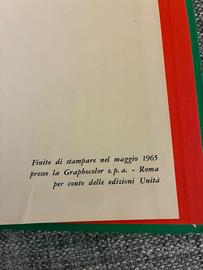 Finito di stampare nel maggio 1965
presso la Graphocolor s.p.a. - Roma
per conto delle edizioni Unità